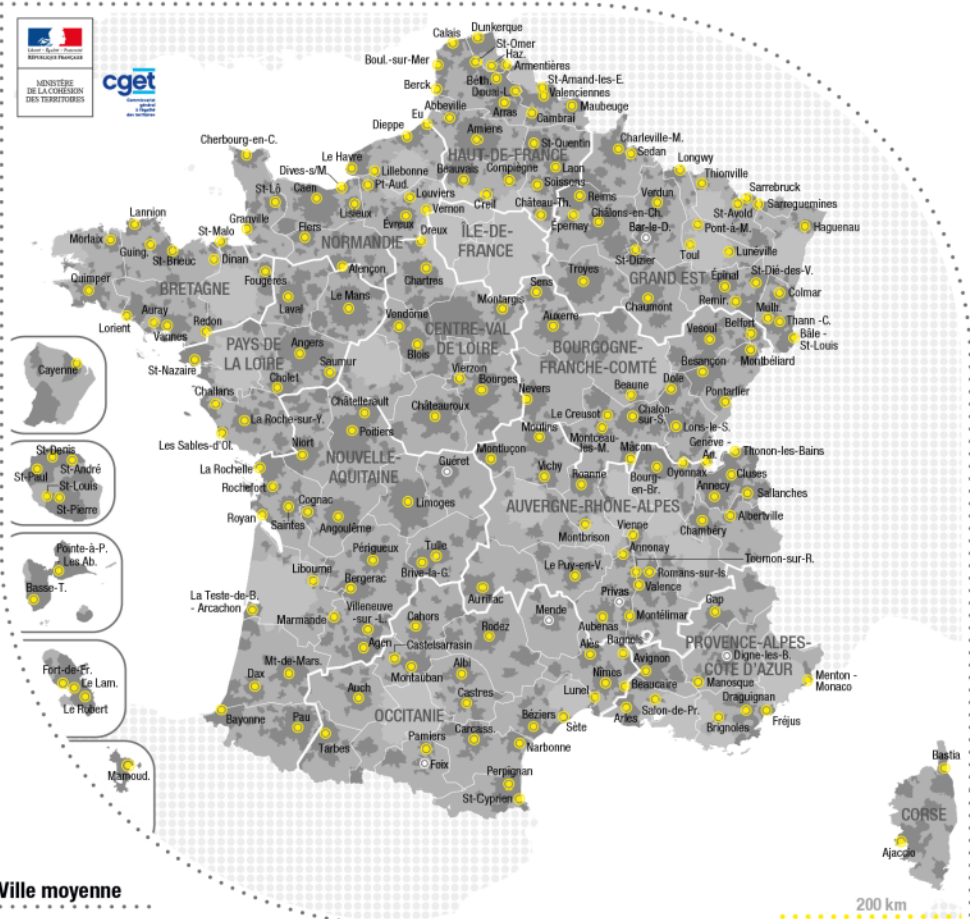 Liberté • Égalité • Fraternité
RÉPUBLIQUE FRANÇAISE
MINISTÈRE
DE LA COHÉSION
DES TERRITOIRES
cget
Commissariat
général
à l'égalité
des territoires
Calais
Dunkerque
St-Omer
Haz.
Boul.-sur-Mer
Armentières
Béth.
St-Amand-les-E.
Berck
Douai-L.
Valenciennes
Abbeville
Arras
Maubeuge
Eu
Cambrai
Dieppe
Amiens
Charleville-M.
Cherbourg-en-C.
St-Quentin
Sedan
HAUT-DE-FRANCE
Le Havre
Longwy
Dives-s/M.
Lillebonne
Beauvais
Compiègne
Laon
Thionville
St-Lô
Caen
Pt-Aud.
Soissons
Sarrebruck
Louviers
Creil
Château-Th.
Reims
Verdun
Lisieux
Vernon
St-Avold
Sarreguemines
Lannion
Granville
Évreux
Épernay
Châlons-en-Ch.
Pont-à-M.
Haguenau
St-Malo
Flers
Dreux
ÎLE-DE-
FRANCE
Bar-le-D.
Morlaix
Guing.
NORMANDIE
Toul
Lunéville
St-Brieuc
Dinan
St-Dizier
Quimper
Alençon
Troyes
GRAND EST
Épinal
St-Dié-des-V.
Fougères
Chartres
Sens
BRETAGNE
Laval
Le Mans
Montargis
Chaumont
Remir.
Colmar
Auray
Vendôme
Auxerre
Mulh.
Lorient
Vannes
Redon
CENTRE-VAL
DE LOIRE
Vesoul
Belfort
Thann -C.
Bâle -
St-Louis
PAYS DE
LA LOIRE
Angers
Blois
BOURGOGNE-
FRANCHE-COMTÉ
Montbéliard
Saumur
Besançon
Cayenne
St-Nazaire
Vierzon
Cholet
Bourges
Nevers
Beaune
Dole
Challans
Châtellenault
Pontarlier
Châteauroux
Le Creusot
Chalon-
sur-S.
La Roche-sur-Y.
Poitiers
Moulins
Lons-le-S.
Montceau-
les-M.
Les Sables-d'Ol.
Niort
Mâcon
Genève -
An.
St-Denis
NOUVELLE-
AQUITAINE
Montluçon
Thonon-les-Bains
St-André
La Rochelle
Guéret
Vichy
Roanne
Bourg-
en-Br.
Oyonnax
Cluses
St-Paul
St-Louis
Rochefort
Annecy
Sallanches
St-Pierre
Cognac
Limoges
AUVERGNE-RHÔNE-ALPES
Royan
Saintes
Angoulême
Vienne
Chambéry
Albertville
Montbrison
Pointe-à-P.
Les Ab.
Périgueux
Tulle
Annonay
Libourne
Brive-la-G.
Le Puy-en-V.
Tournon-sur-R.
Romans-sur-Is.
Basse-T.
Bergerac
Valence
La Teste-de-B.
- Arcachon
Aurillac
Privas
Villeneuve
-sur -L.
Mende
Gap
Marmande
Cahors
Montélimar
Rodez
Aubenas
Agen
Castelsarrasin
Bagnols
PROVENCE-ALPES-
CÔTE D'AZUR
Alès
Avignon
Digne-les-B.
Fort-de-Fr.
Mt-de-Mars.
Albi
Le Lam.
Montauban
Nîmes
Manosque
Menton -
Monaco
Dax
Castres
Lunel
Beaucaire
Le Robert
Auch
Draguignan
OCCITANIE
Béziers
Arles
Salon-de-Pr.
Bayonne
Pau
Sète
Brignoles
Fréjus
Pamiers
Carcass.
Tarbes
Narbonne
Bastia
Foix
Mamoud.
Perpignan
St-Cyprien
CORSE
Ajaccio
Ville moyenne
200 km